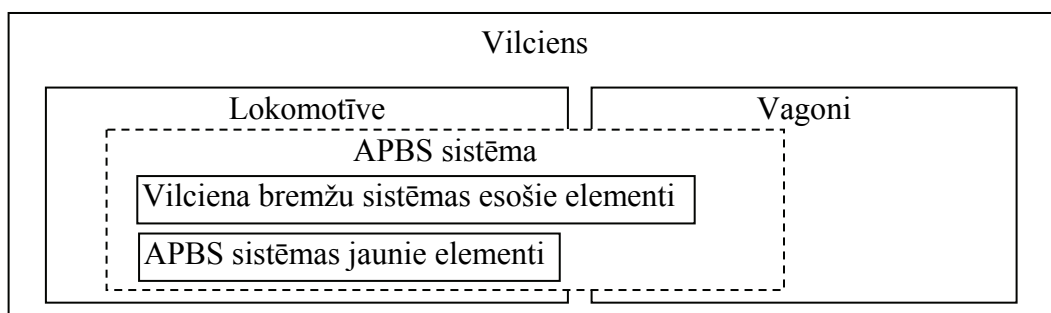 Vilciens
Lokomotīve
Vagoni
APBS sistēma
Vilciena bremžu sistēmas esošie elementi
APBS sistēmas jaunie elementi